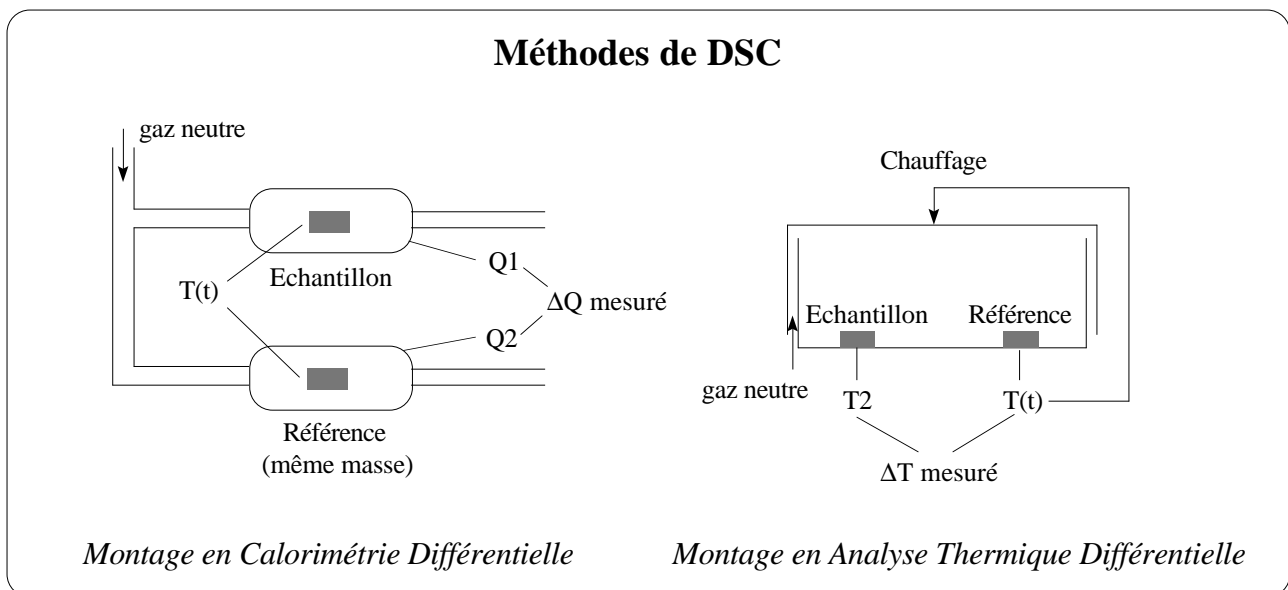 Méthodes de DSC
gaz neutre
T(t)
Echantillon
Q1
ΔQ mesuré
Q2
Référence
(même masse)
Montage en Calorimétrie Différentielle
Chauffage
Echantillon
Référence
gaz neutre
T2
T(t)
ΔT mesuré
Montage en Analyse Thermique Différentielle